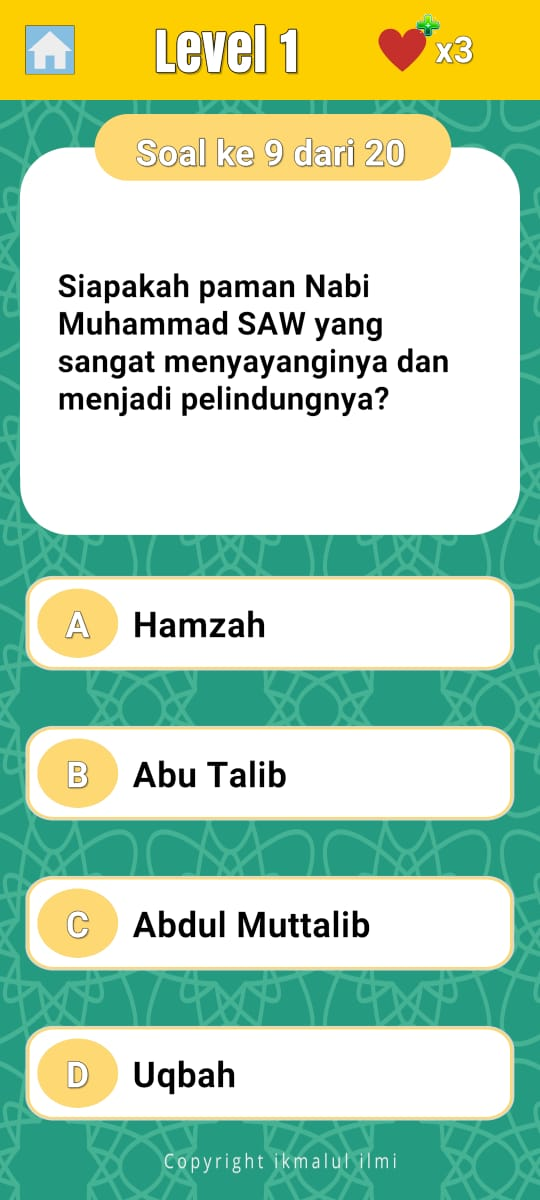 Level 1
x3
Soal ke 9 dari 20
Siapakah paman Nabi
Muhammad SAW yang
sangat menyayanginya dan
menjadi pelindungnya?
A Hamzah
B Abu Talib
C Abdul Muttalib
D Uqbah
Copyright ikmalul ilmi